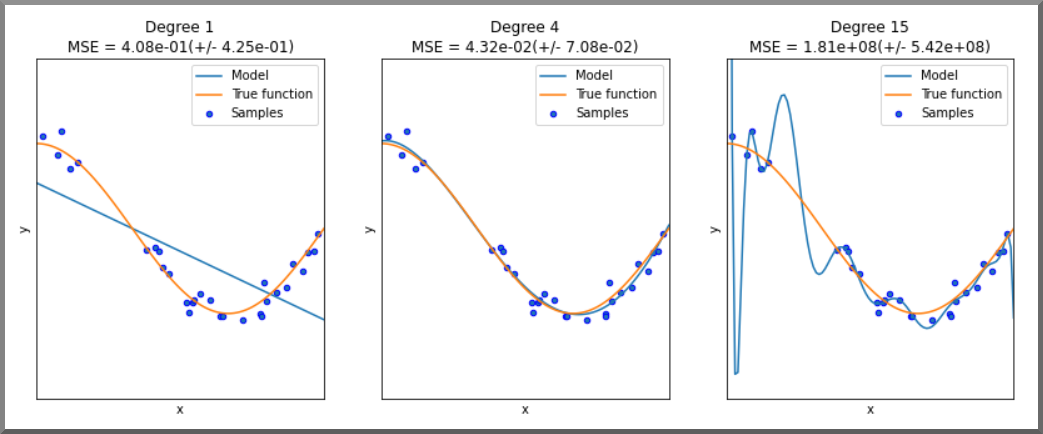 Degree 1
MSE = 4.08e-01(+/- 4.25e-01)
Model
True function
Samples
y
x
Degree 4
MSE = 4.32e-02(+/- 7.08e-02)
Model
True function
Samples
y
x
Degree 15
MSE = 1.81e+08(+/- 5.42e+08)
Model
True function
Samples
y
x